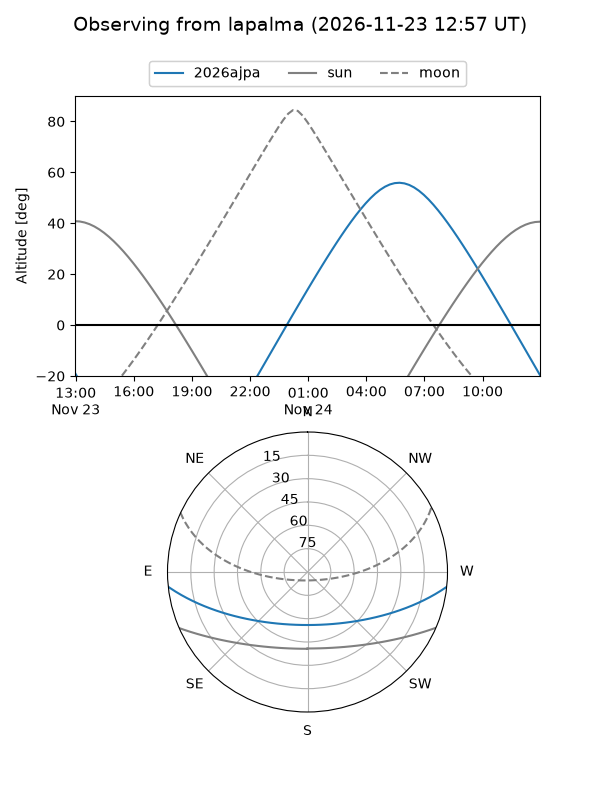 Observing from lapalma (2026-11-23 12:57 UT)
2026ajpa sun moon
Altitude [deg]
80
60
40
20
0
−20
13:00 16:00 19:00 22:00 01:00 04:00 07:00 10:00
Nov 23 Nov 24
N
NE NW
15
30
45
60
75
E W
SE SW
S